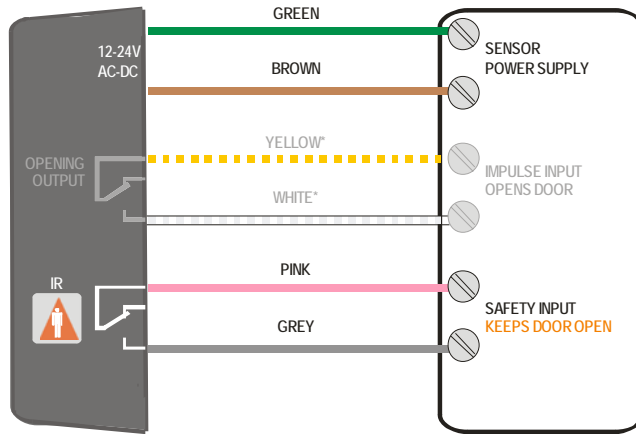 GREEN
12-24V
AC-DC
SENSOR
POWER SUPPLY
BROWN
YELLOW*
OPENING
OUTPUT
IMPULSE INPUT
OPENS DOOR
WHITE*
PINK
IR
SAFETY INPUT
KEEPS DOOR OPEN
GREY